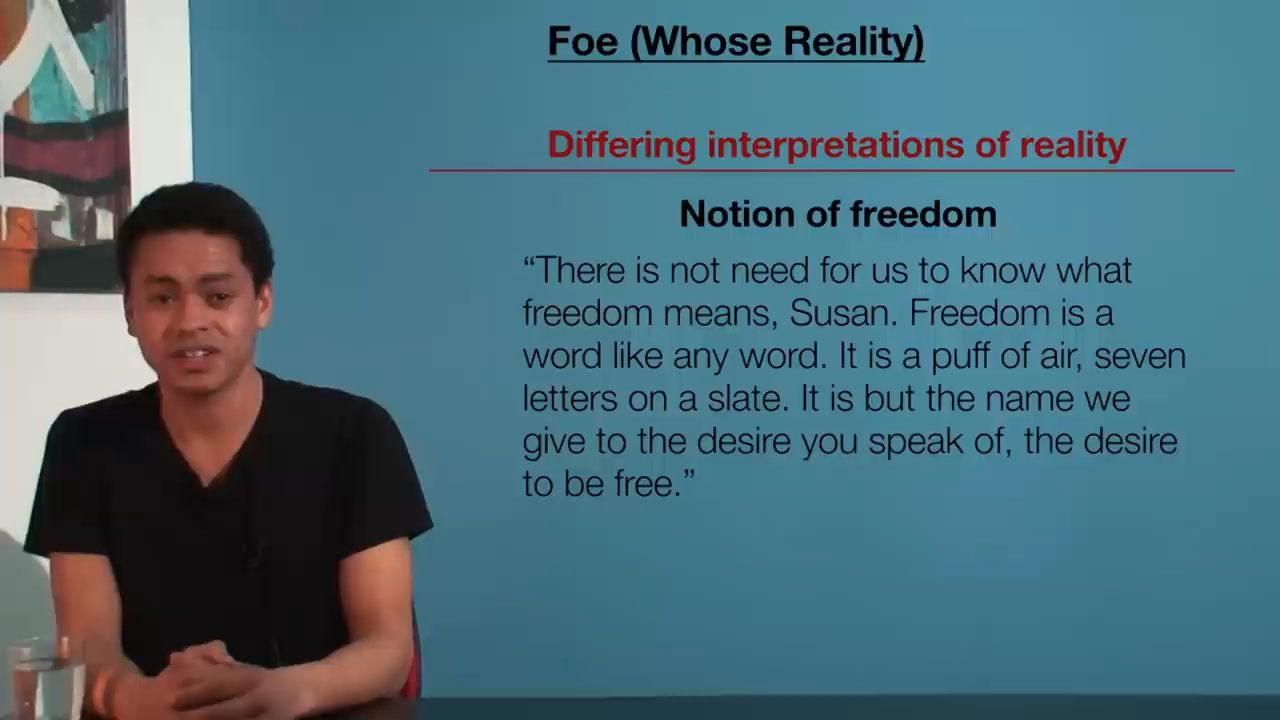 Foe (Whose Reality)
Differing interpretations of reality
Notion of freedom
“There is not need for us to know what
freedom means, Susan. Freedom is a
word like any word. It is a puff of air, seven
letters on a slate. It is but the name we
give to the desire you speak of, the desire
to be free.”